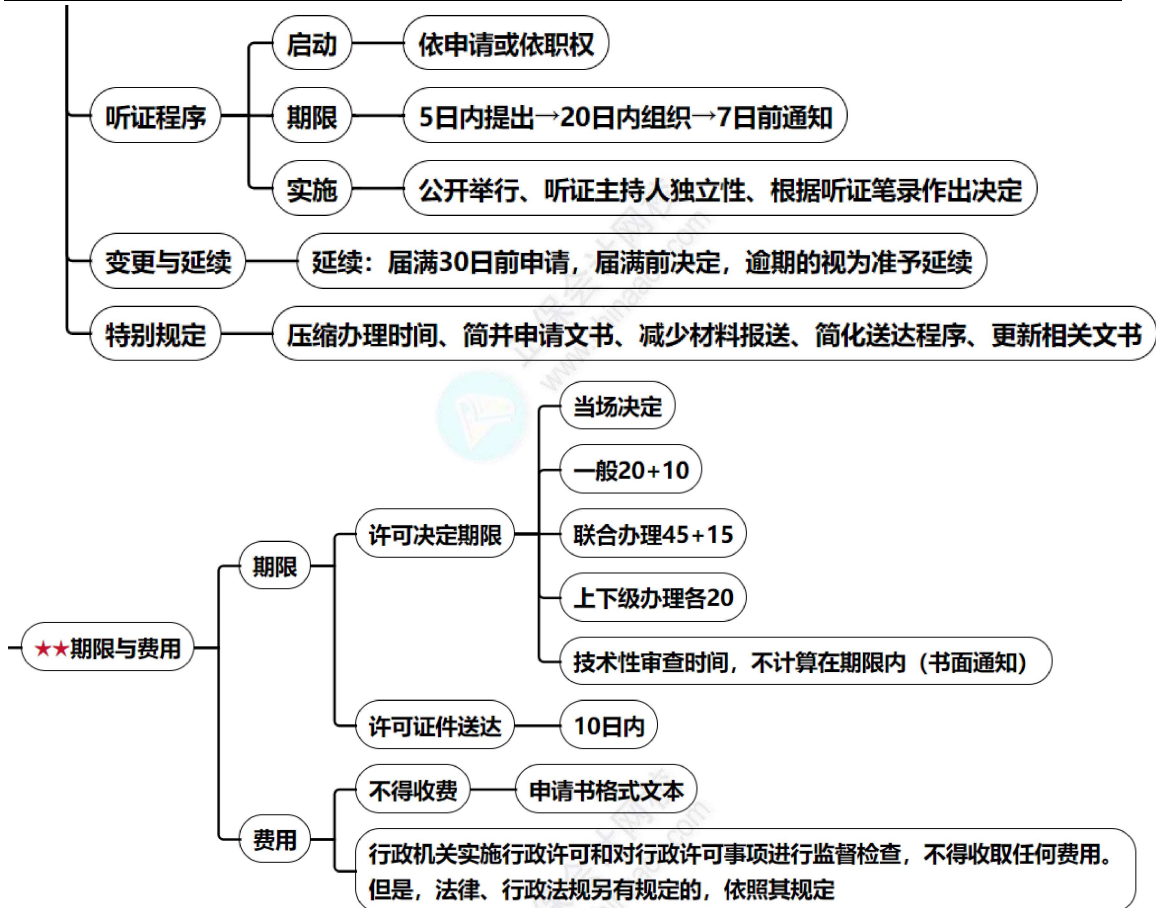 启动
依申请或依职权
听证程序
期限
5日内提出→20日内组织→7日前通知
实施
公开举行、听证主持人独立性、根据听证笔录作出决定
变更与延续
延续：届满30日前申请，届满前决定，逾期的视为准予延续
特别规定
压缩办理时间、简并申请文书、减少材料报送、简化送达程序、更新相关文书
当场决定
一般20+10
许可决定期限
联合办理45+15
期限
上下级办理各20
★★期限与费用
技术性审查时间，不计算在期限内（书面通知）
许可证件送达
10日内
不得收费
申请书格式文本
费用
行政机关实施行政许可和对行政许可事项进行监督检查，不得收取任何费用。
但是，法律、行政法规另有规定的，依照其规定